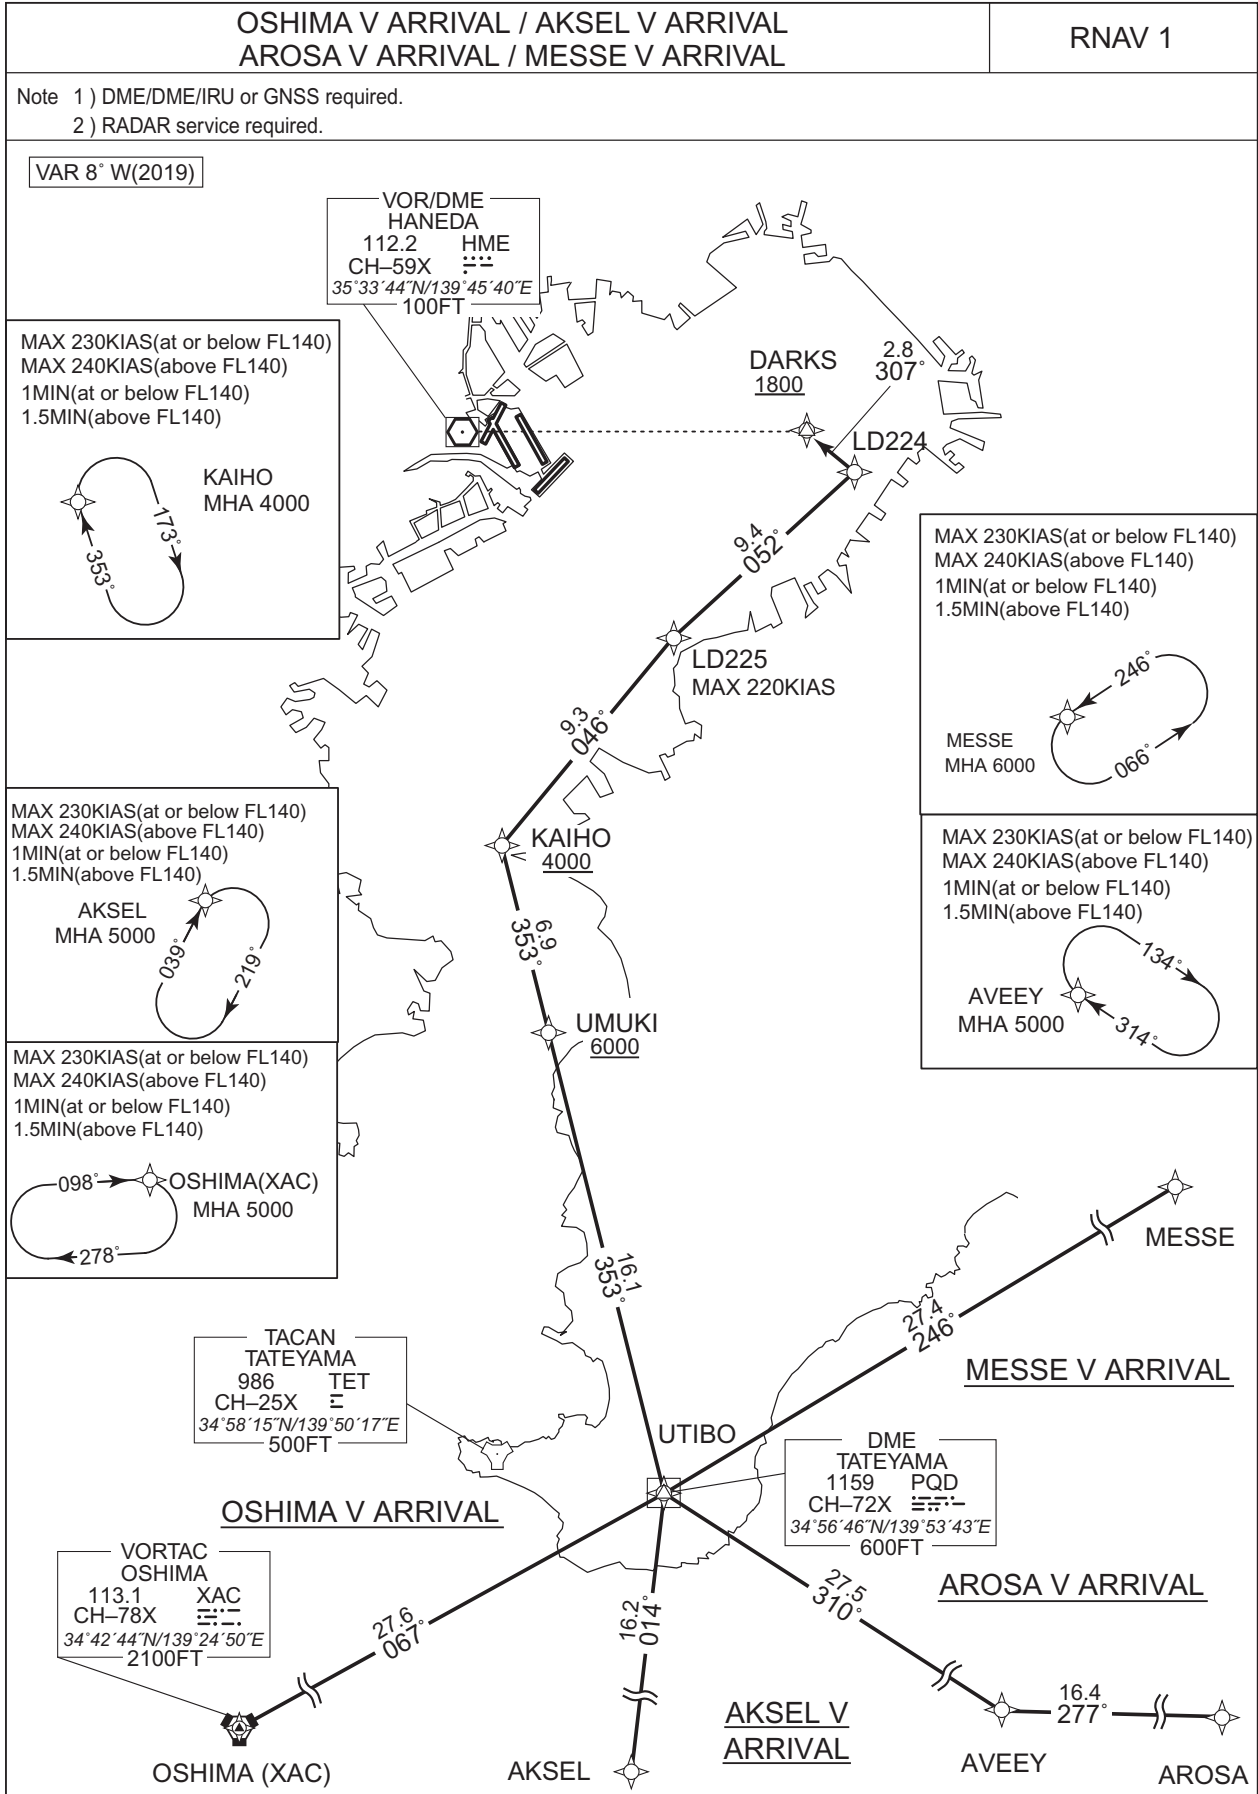 OSHIMA V ARRIVAL / AKSEL V ARRIVAL
AROSA V ARRIVAL / MESSE V ARRIVAL
RNAV 1
Note 1 ) DME/DME/IRU or GNSS required.
2 ) RADAR service required.
VAR 8° W(2019)
VOR/DME
HANEDA
112.2 HME
CH–59X
35°33´44˝N/139°45´40˝E
100FT
MAX 230KIAS(at or below FL140)
MAX 240KIAS(above FL140)
1MIN(at or below FL140)
1.5MIN(above FL140)
KAIHO
MHA 4000
173°
353°
DARKS
1800
2.8
307°
LD224
9.4
052°
LD225
MAX 220KIAS
9.3
046°
MAX 230KIAS(at or below FL140)
MAX 240KIAS(above FL140)
1MIN(at or below FL140)
1.5MIN(above FL140)
246°
MESSE
MHA 6000
066°
MAX 230KIAS(at or below FL140)
MAX 240KIAS(above FL140)
1MIN(at or below FL140)
1.5MIN(above FL140)
AKSEL
MHA 5000
039°
219°
KAIHO
4000
6.9
353°
UMUKI
6000
MAX 230KIAS(at or below FL140)
MAX 240KIAS(above FL140)
1MIN(at or below FL140)
1.5MIN(above FL140)
134°
AVEEY
MHA 5000
314°
MAX 230KIAS(at or below FL140)
MAX 240KIAS(above FL140)
1MIN(at or below FL140)
1.5MIN(above FL140)
098°
OSHIMA(XAC)
MHA 5000
278°
16.1
353°
MESSE
27.4
246°
MESSE V ARRIVAL
TACAN
TATEYAMA
986 TET
CH–25X
34°58´15˝N/139°50´17˝E
500FT
UTIBO
DME
TATEYAMA
1159 PQD
CH–72X
34°56´46˝N/139°53´43˝E
600FT
OSHIMA V ARRIVAL
VORTAC
OSHIMA
113.1 XAC
CH–78X
34°42´44˝N/139°24´50˝E
2100FT
27.6
067°
16.2
014°
27.5
310°
AROSA V ARRIVAL
16.4
277°
AKSEL V
ARRIVAL
OSHIMA (XAC)
AKSEL
AVEEY
AROSA